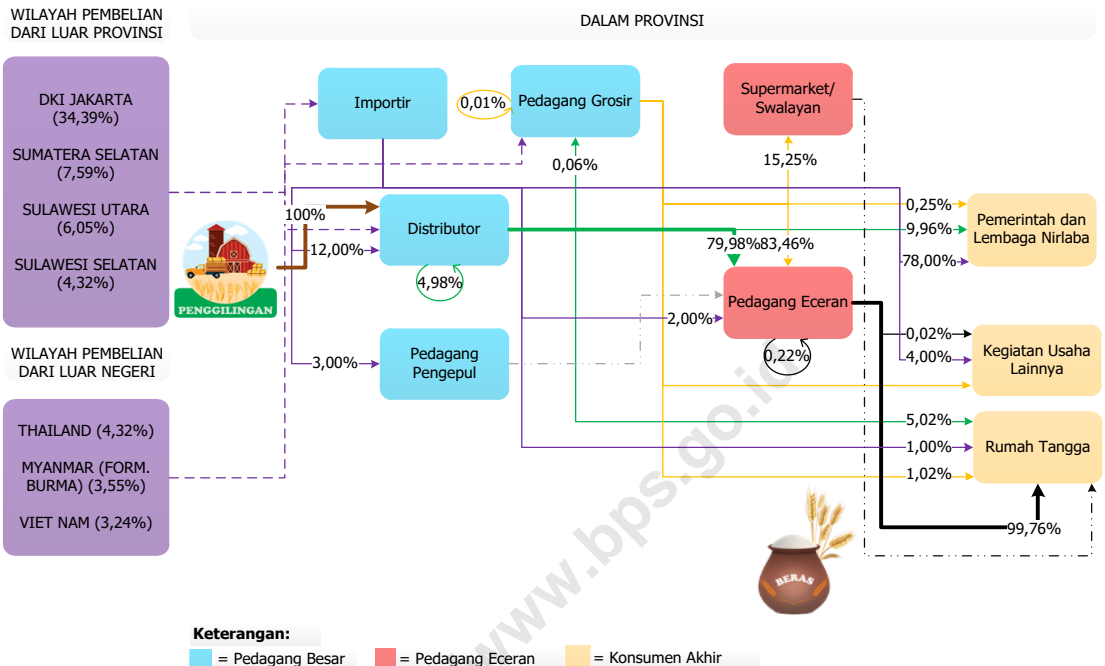 WILAYAH PEMBELIAN
DARI LUAR PROVINSI
DALAM PROVINSI
DKI JAKARTA
(34,39%)
SUMATERA SELATAN
(7,59%)
SULAWESI UTARA
(6,05%)
SULAWESI SELATAN
(4,32%)
WILAYAH PEMBELIAN
DARI LUAR NEGERI
THAILAND (4,32%)
MYANMAR (FORM.
BURMA) (3,55%)
VIET NAM (3,24%)
PENGGILINGAN
Importir
0,01%
Pedagang Grosir
Supermarket/
Swalayan
0,06%
15,25%
100%
Distributor
12,00%
4,98%
79,98%
83,46%
0,25%
9,96%
78,00%
Pemerintah dan
Lembaga Nirlaba
Pedagang Eceran
2,00%
0,22%
3,00%
Pedagang
Pengepul
0,02%
4,00%
Kegiatan Usaha
Lainnya
5,02%
1,00%
1,02%
Rumah Tangga
99,76%
BERAS
www.bps.go.id
Keterangan:
= Pedagang Besar
= Pedagang Eceran
= Konsumen Akhir